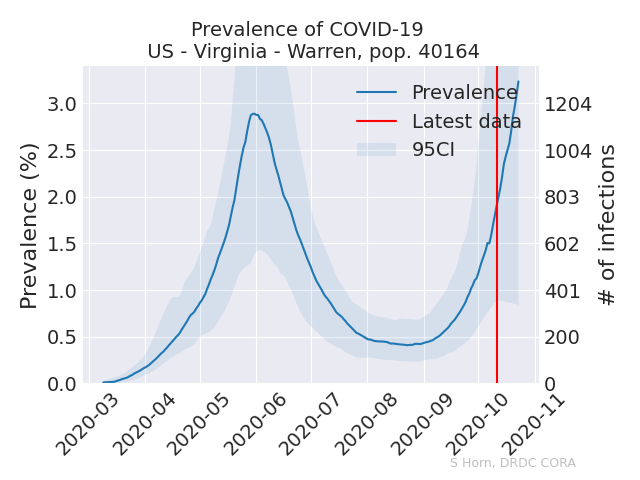 Prevalence of COVID-19
US - Virginia - Warren, pop. 40164
Prevalence
Latest data
95CI
Prevalence (%)
3.0
2.5
2.0
1.5
1.0
0.5
0.0
1204
1004
803
602
401
200
0
# of infections
2020-03
2020-04
2020-05
2020-06
2020-07
2020-08
2020-09
2020-10
2020-11
S Horn, DRDC CORA